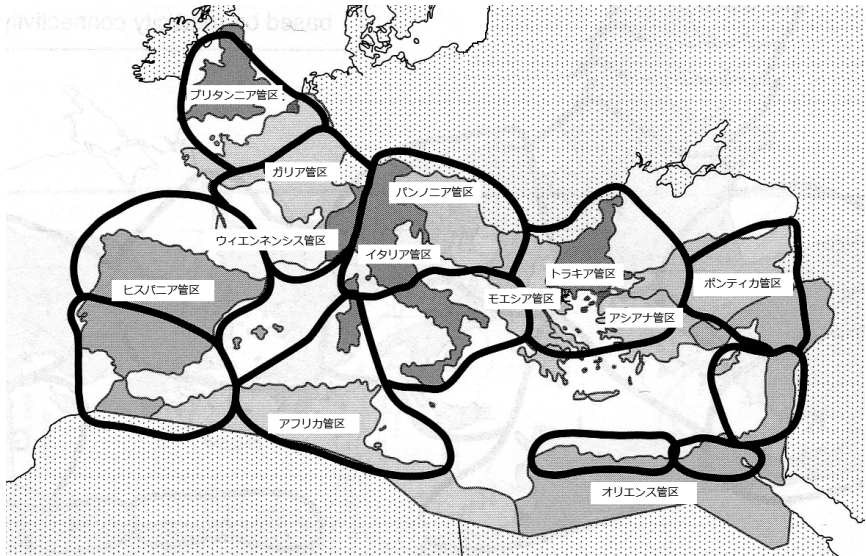 based on
city connectivity
ブリタンニア管区
ガリア管区
パンノニア管区
ウィエンネンシス管区
イタリア管区
トラキア管区
ヒスパニア管区
モエシア管区
ポンティカ管区
アシアナ管区
アフリカ管区
オリエンス管区